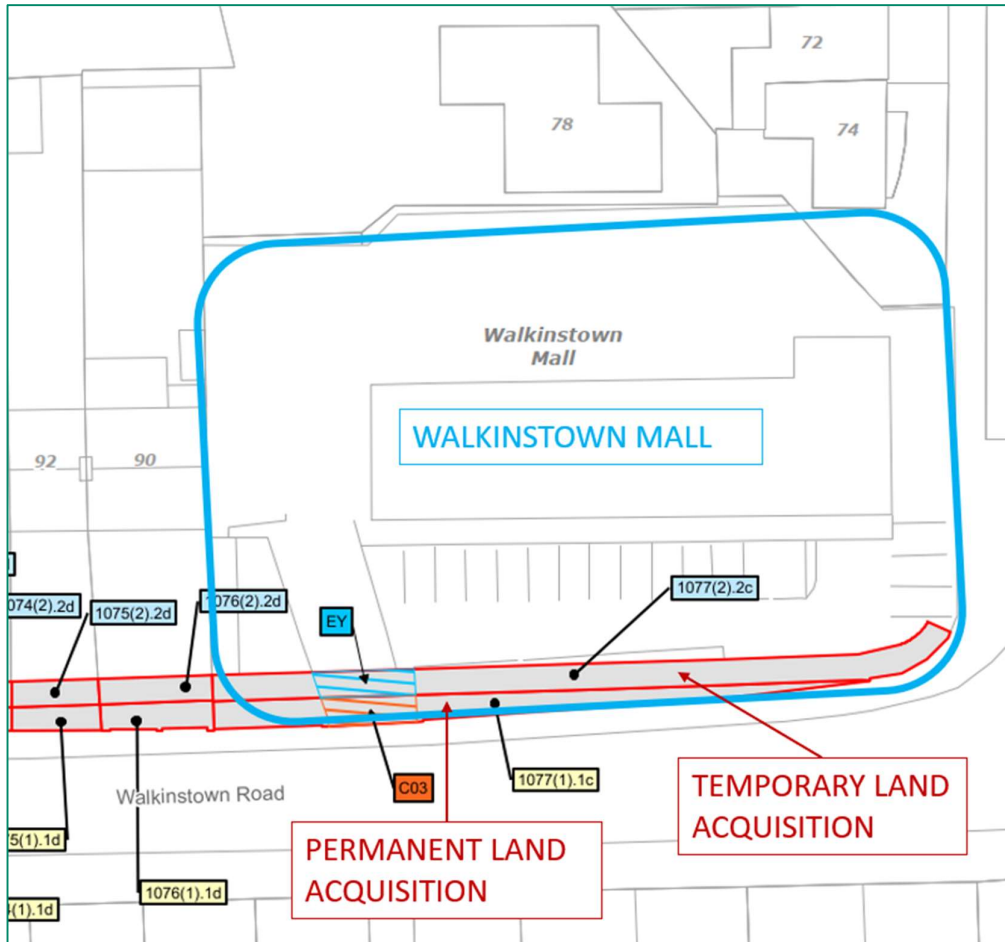 72
78
74
Walkinstown
Mall
WALKINSTOWN MALL
92
90
074(2).2d
1075(2).2d
1076(2).2d
1077(2).2c
EY
C03
1077(1).1c
Walkinstown Road
TEMPORARY LAND
ACQUISITION
PERMANENT LAND
ACQUISITION
5(1).1d
1076(1).1d
(1).1d